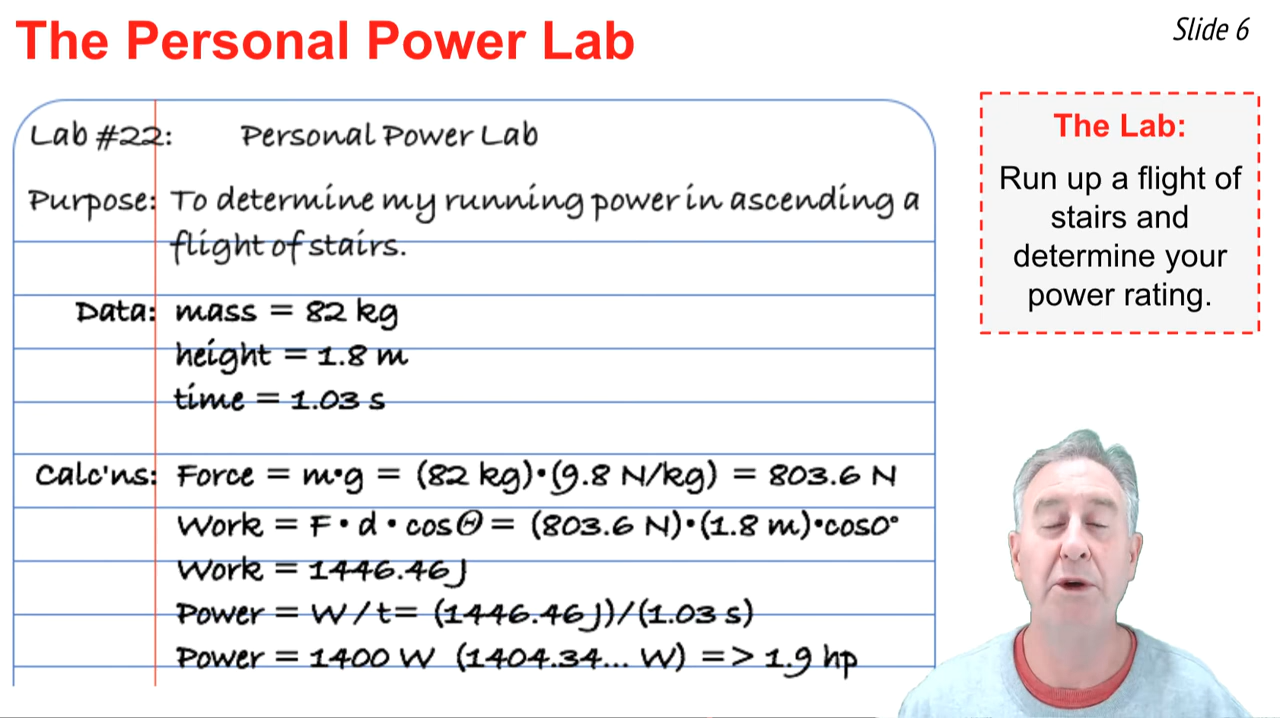 The Personal Power Lab
Slide 6
Lab #22: Personal Power Lab
Purpose: To determine my running power in ascending a
flight of stairs.
Data: mass = 82 kg
height = 1.8 m
time = 1.03 s
Calc'ns: Force = m•g = (82 kg)•(9.8 N/kg) = 803.6 N
Work = F • d • cosΘ = (803.6 N)•(1.8 m)•cos0°
Work = 1446.46 J
Power = W / t= (1446.46 J)/(1.03 s)
Power = 1400 W (1404.34... W) => 1.9 hp
The Lab:
Run up a flight of
stairs and
determine your
power rating.